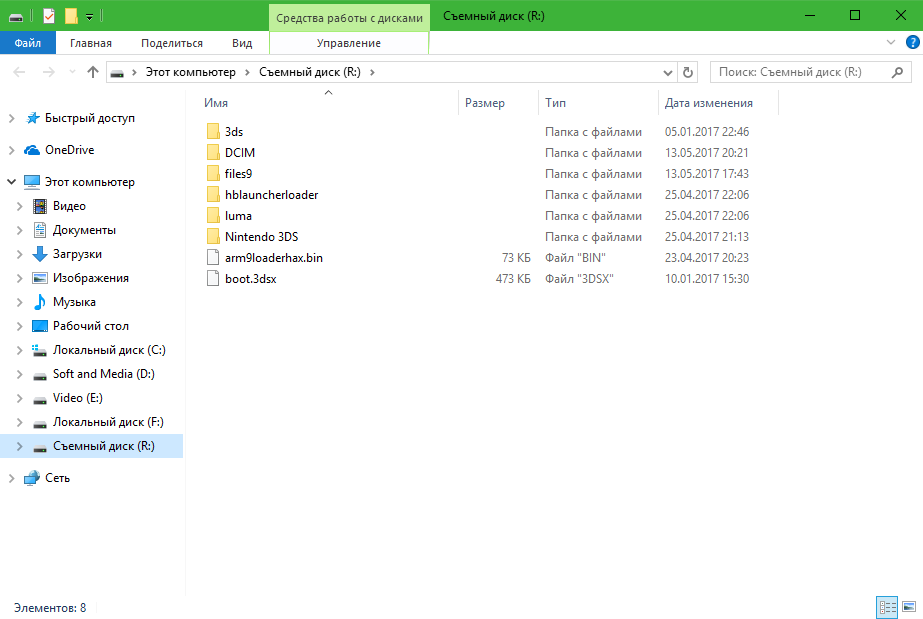 Средства работы с дисками
Съемный диск (R:)
Файл
Главная
Поделиться
Вид
Управление
Этот компьютер
Съемный диск (R:)
Поиск: Съемный диск (R:)
Быстрый доступ
OneDrive
Этот компьютер
Видео
Документы
Загрузки
Изображения
Музыка
Рабочий стол
Локальный диск (C:)
Soft and Media (D:)
Video (E:)
Локальный диск (F:)
Съемный диск (R:)
Сеть
Имя Размер Тип Дата изменения
3ds Папка с файлами 05.01.2017 22:46
DCIM Папка с файлами 13.05.2017 20:21
files9 Папка с файлами 13.05.2017 17:43
hblauncherloader Папка с файлами 25.04.2017 22:06
luma Папка с файлами 25.04.2017 22:06
Nintendo 3DS Папка с файлами 25.04.2017 21:13
arm9loaderhax.bin 73 КБ Файл "BIN" 23.04.2017 20:23
boot.3dsx 473 КБ Файл "3DSX" 10.01.2017 15:30
Элементов: 8